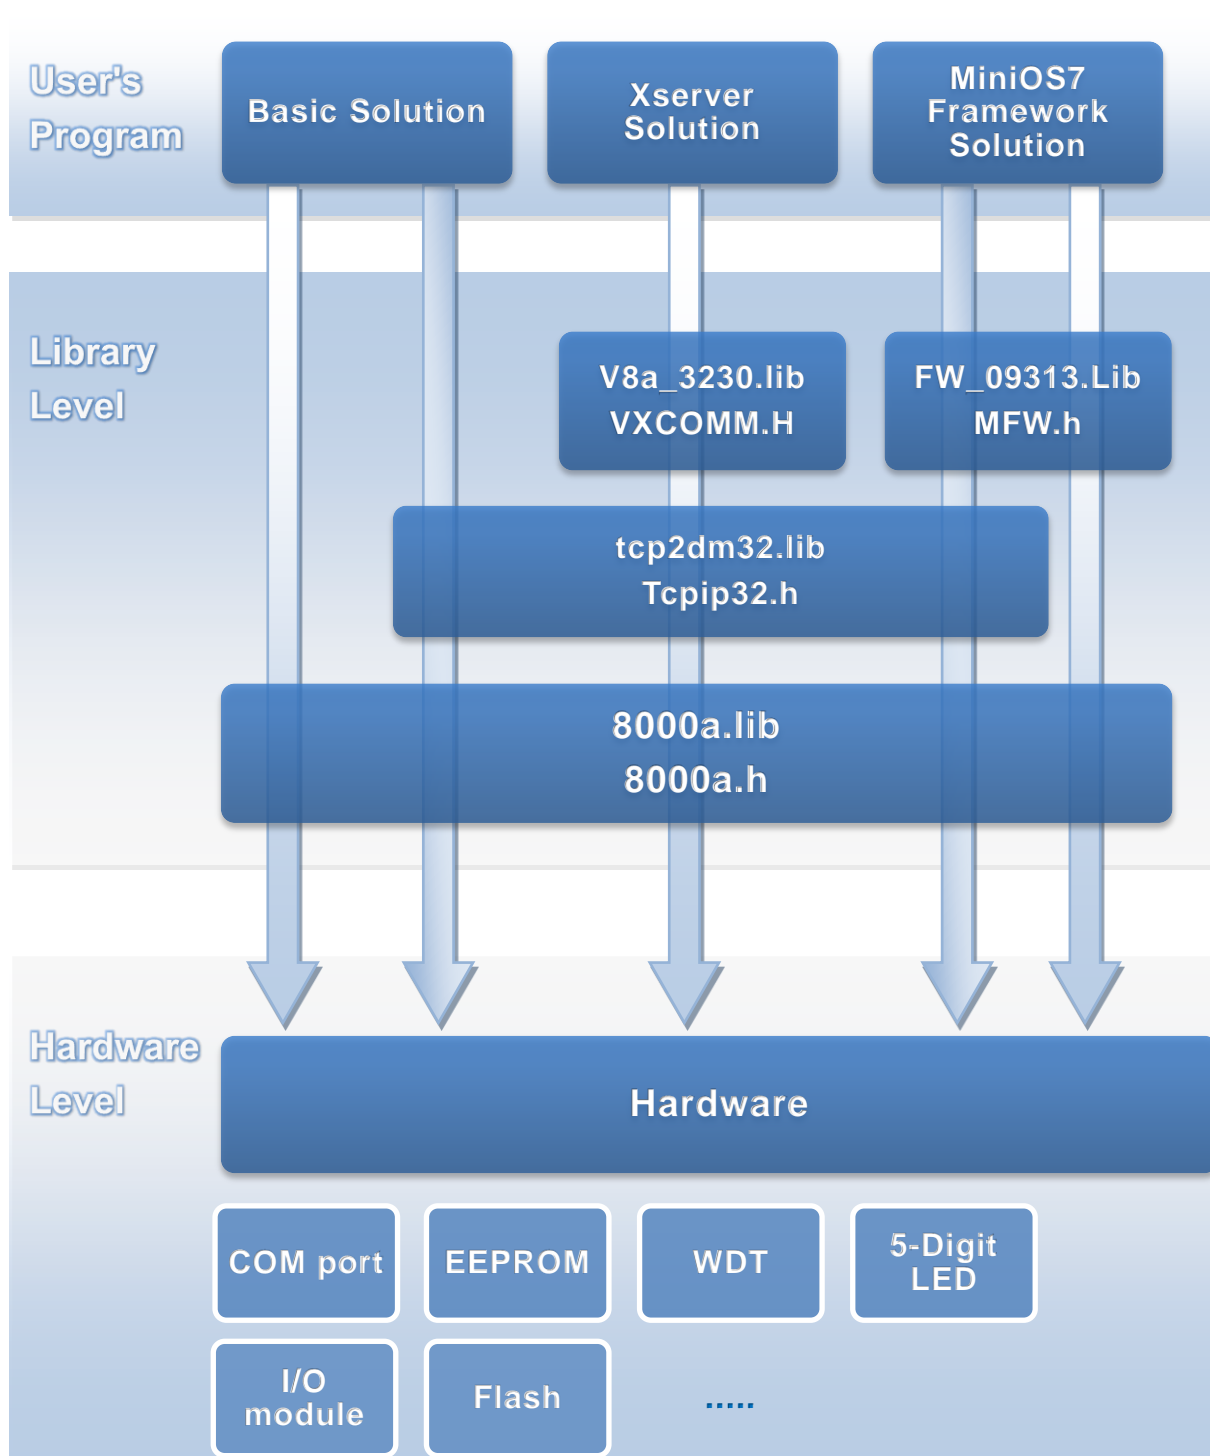 User's
Program
Basic Solution
Xserver
Solution
MiniOS7
Framework
Solution
Library
Level
V8a_3230.lib
VXCOMM.H
FW_09313.Lib
MFW.h
tcp2dm32.lib
Tcpip32.h
8000a.lib
8000a.h
Hardware
Level
Hardware
COM port
EEPROM
WDT
5-Digit
LED
I/O
module
Flash
.....